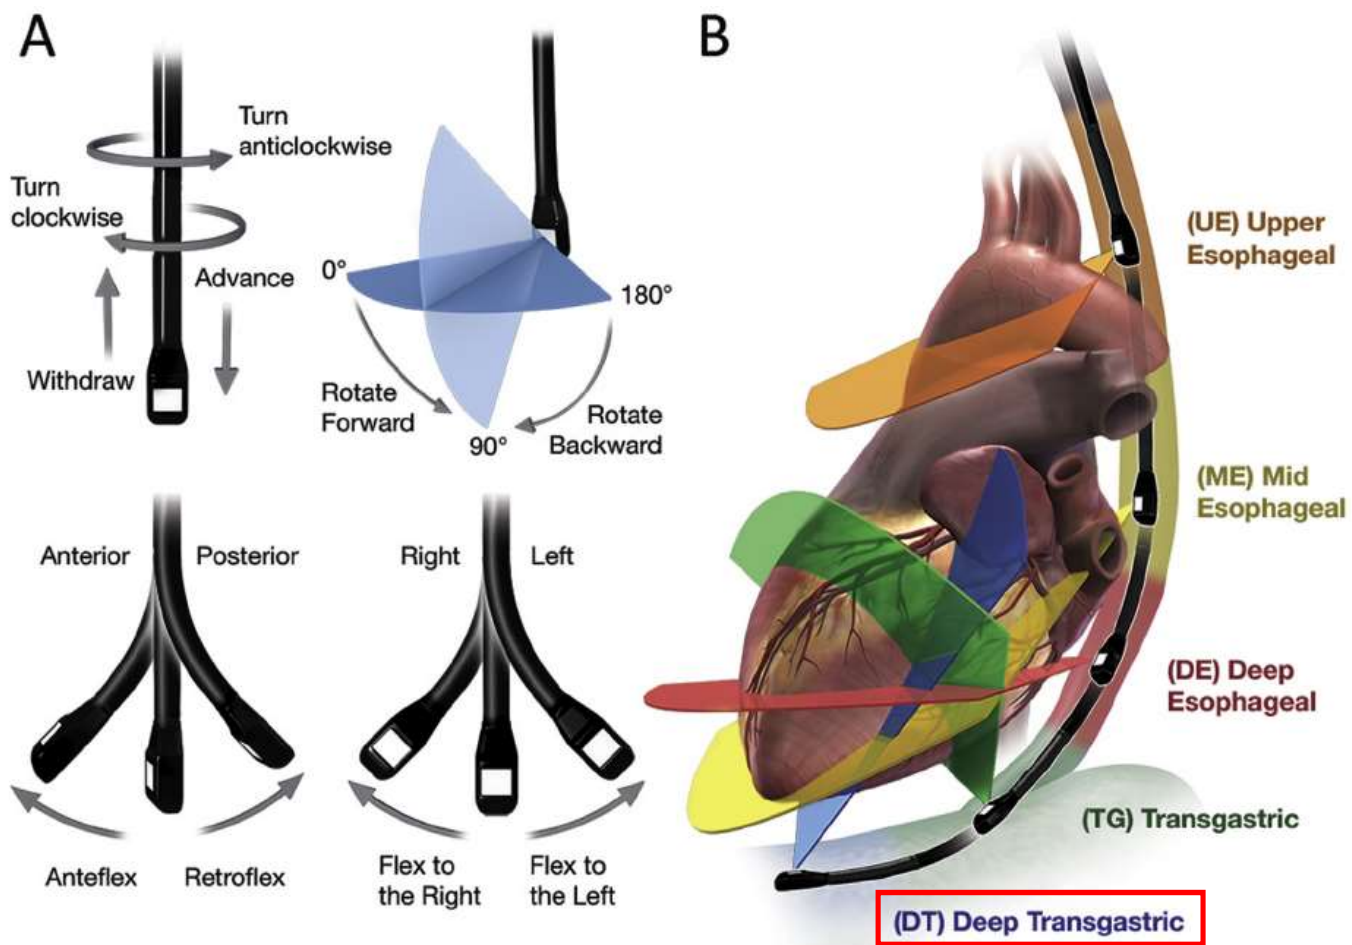 A
Turn
anticlockwise
Turn
clockwise
Advance
Withdraw
0°
180°
Rotate
Forward
90°
Rotate
Backward
Anterior
Posterior
Anteflex
Retroflex
Right
Left
Flex to
the Right
Flex to
the Left
B
(UE) Upper
Esophageal
(ME) Mid
Esophageal
(DE) Deep
Esophageal
(TG) Transgastric
(DT) Deep Transgastric